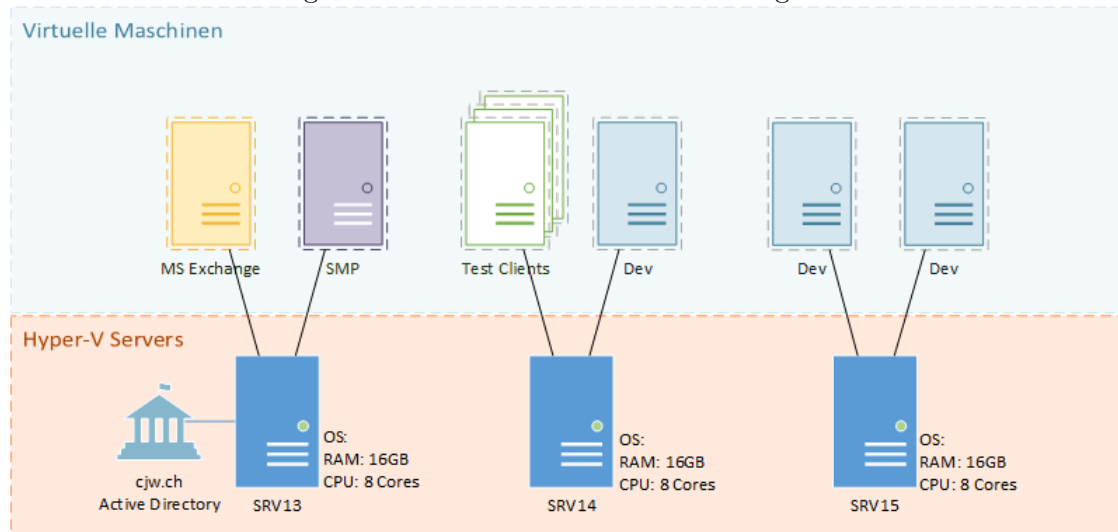 Virtuelle Maschinen
MS Exchange
SMP
Test Clients
Dev
Dev
Dev
Hyper-V Servers
cjw.ch
Active Directory
OS:
RAM: 16GB
CPU: 8 Cores
SRV13
OS:
RAM: 16GB
CPU: 8 Cores
SRV14
OS:
RAM: 16GB
CPU: 8 Cores
SRV15